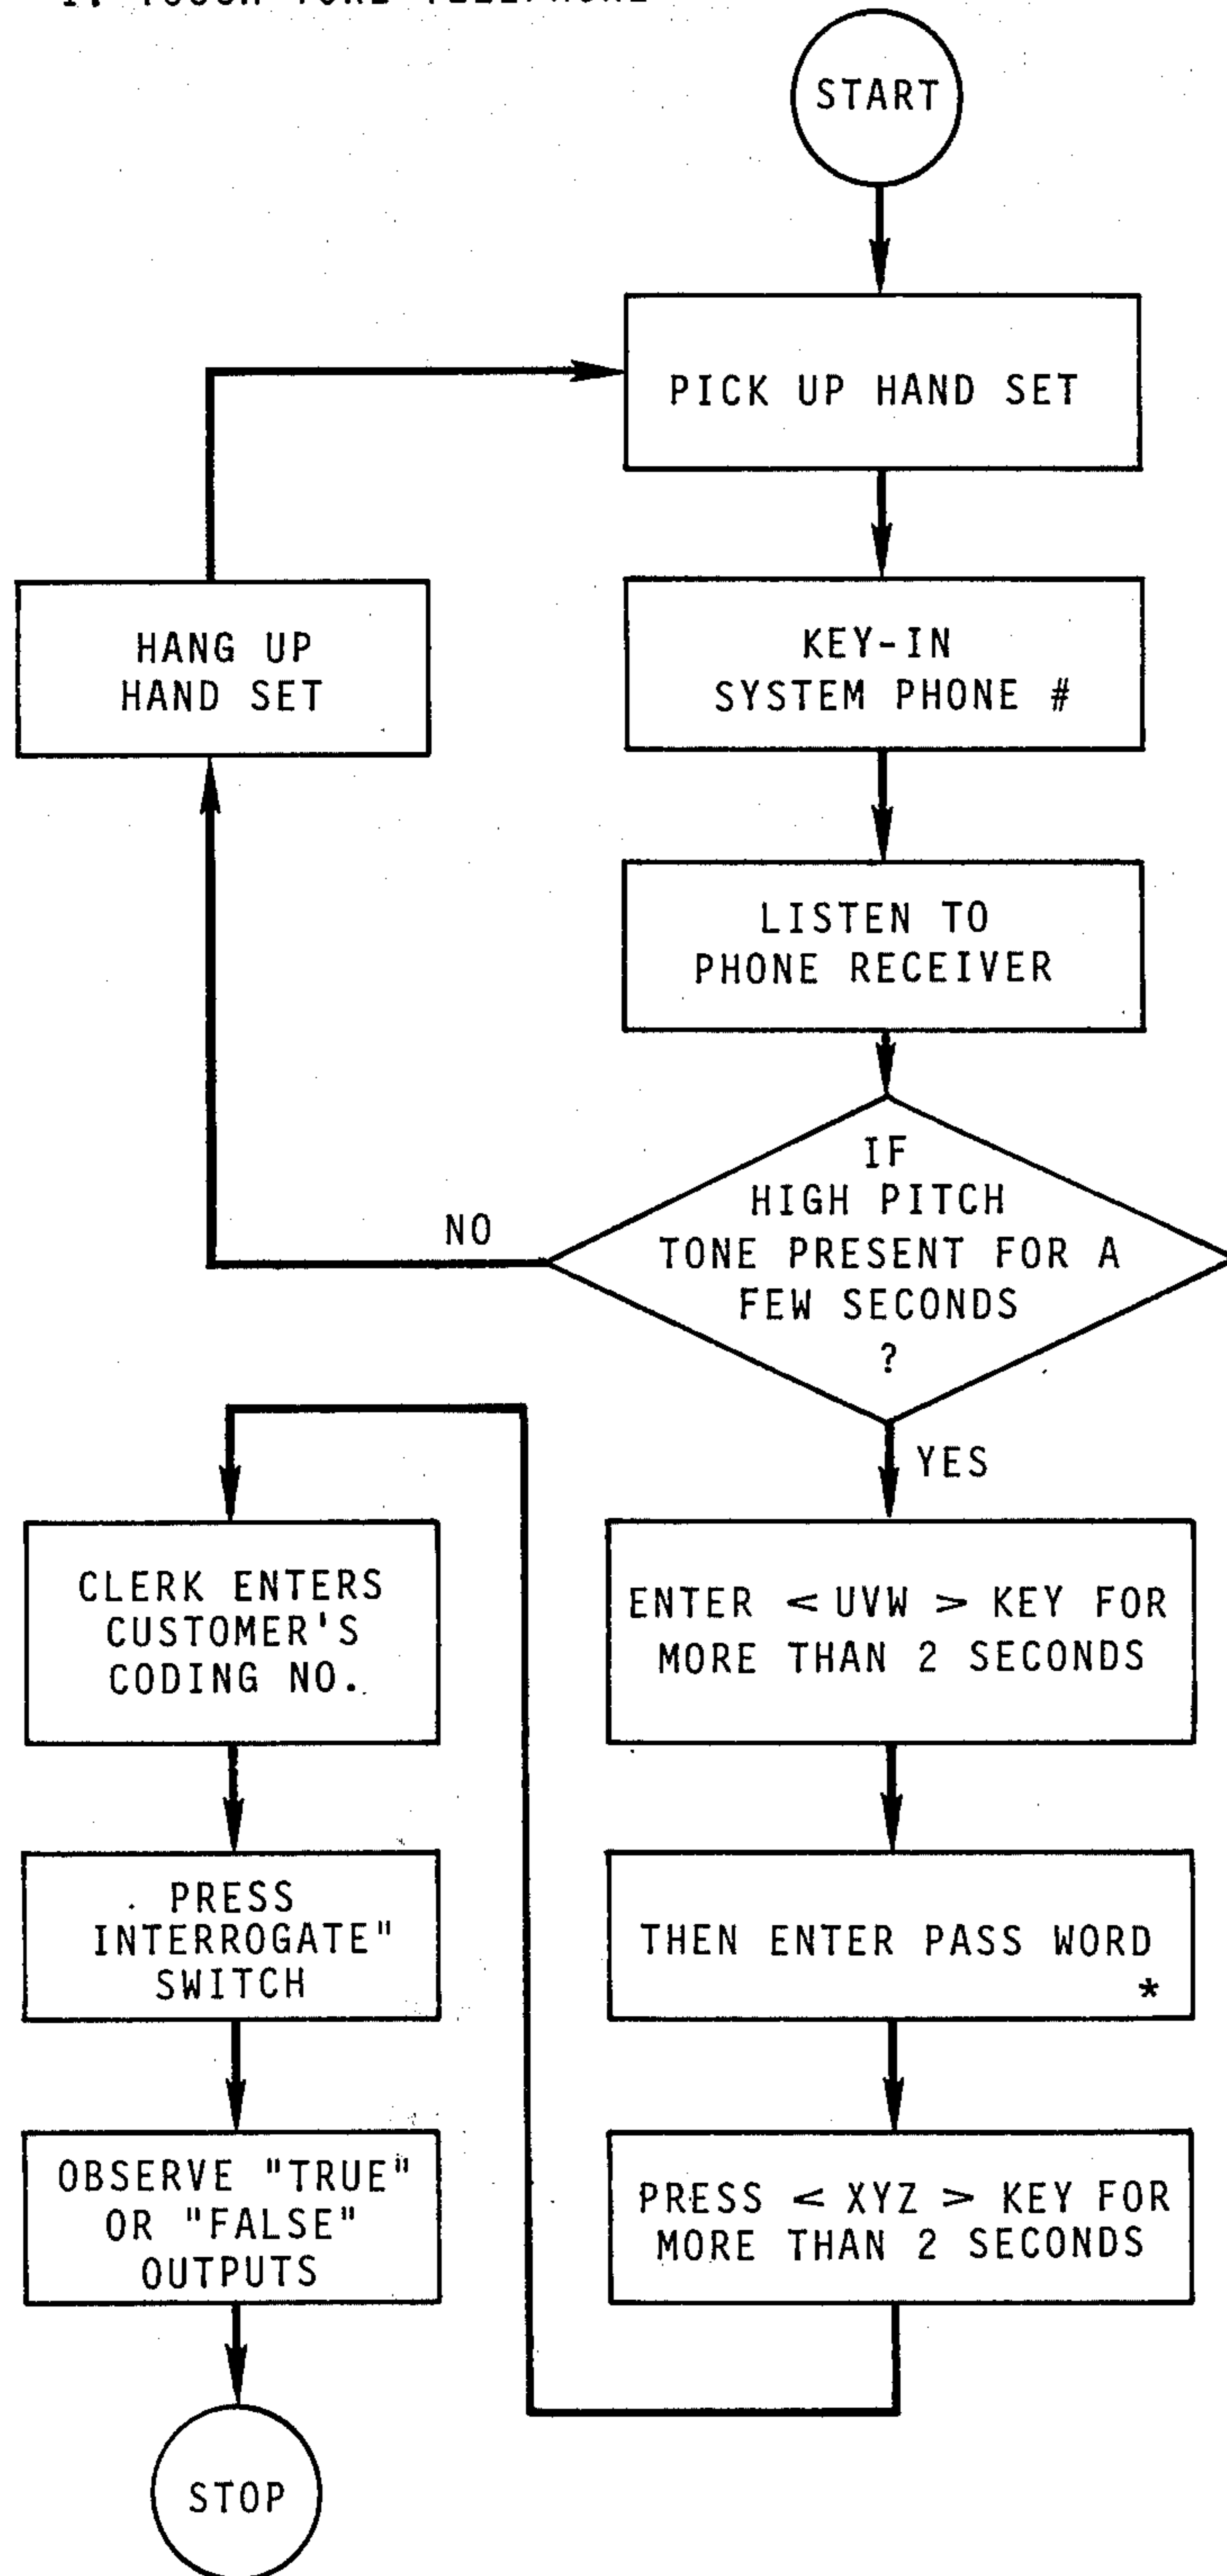 START
PICK UP HAND SET
HANG UP
HAND SET
KEY-IN
SYSTEM PHONE #
LISTEN TO
PHONE RECEIVER
IF
HIGH PITCH
TONE PRESENT FOR A
FEW SECONDS
?
NO
YES
ENTER < UVW > KEY FOR
MORE THAN 2 SECONDS
THEN ENTER PASS WORD
*
PRESS < XYZ > KEY FOR
MORE THAN 2 SECONDS
CLERK ENTERS
CUSTOMER'S
CODING NO.
PRESS
INTERROGATE"
SWITCH
OBSERVE "TRUE"
OR "FALSE"
OUTPUTS
STOP